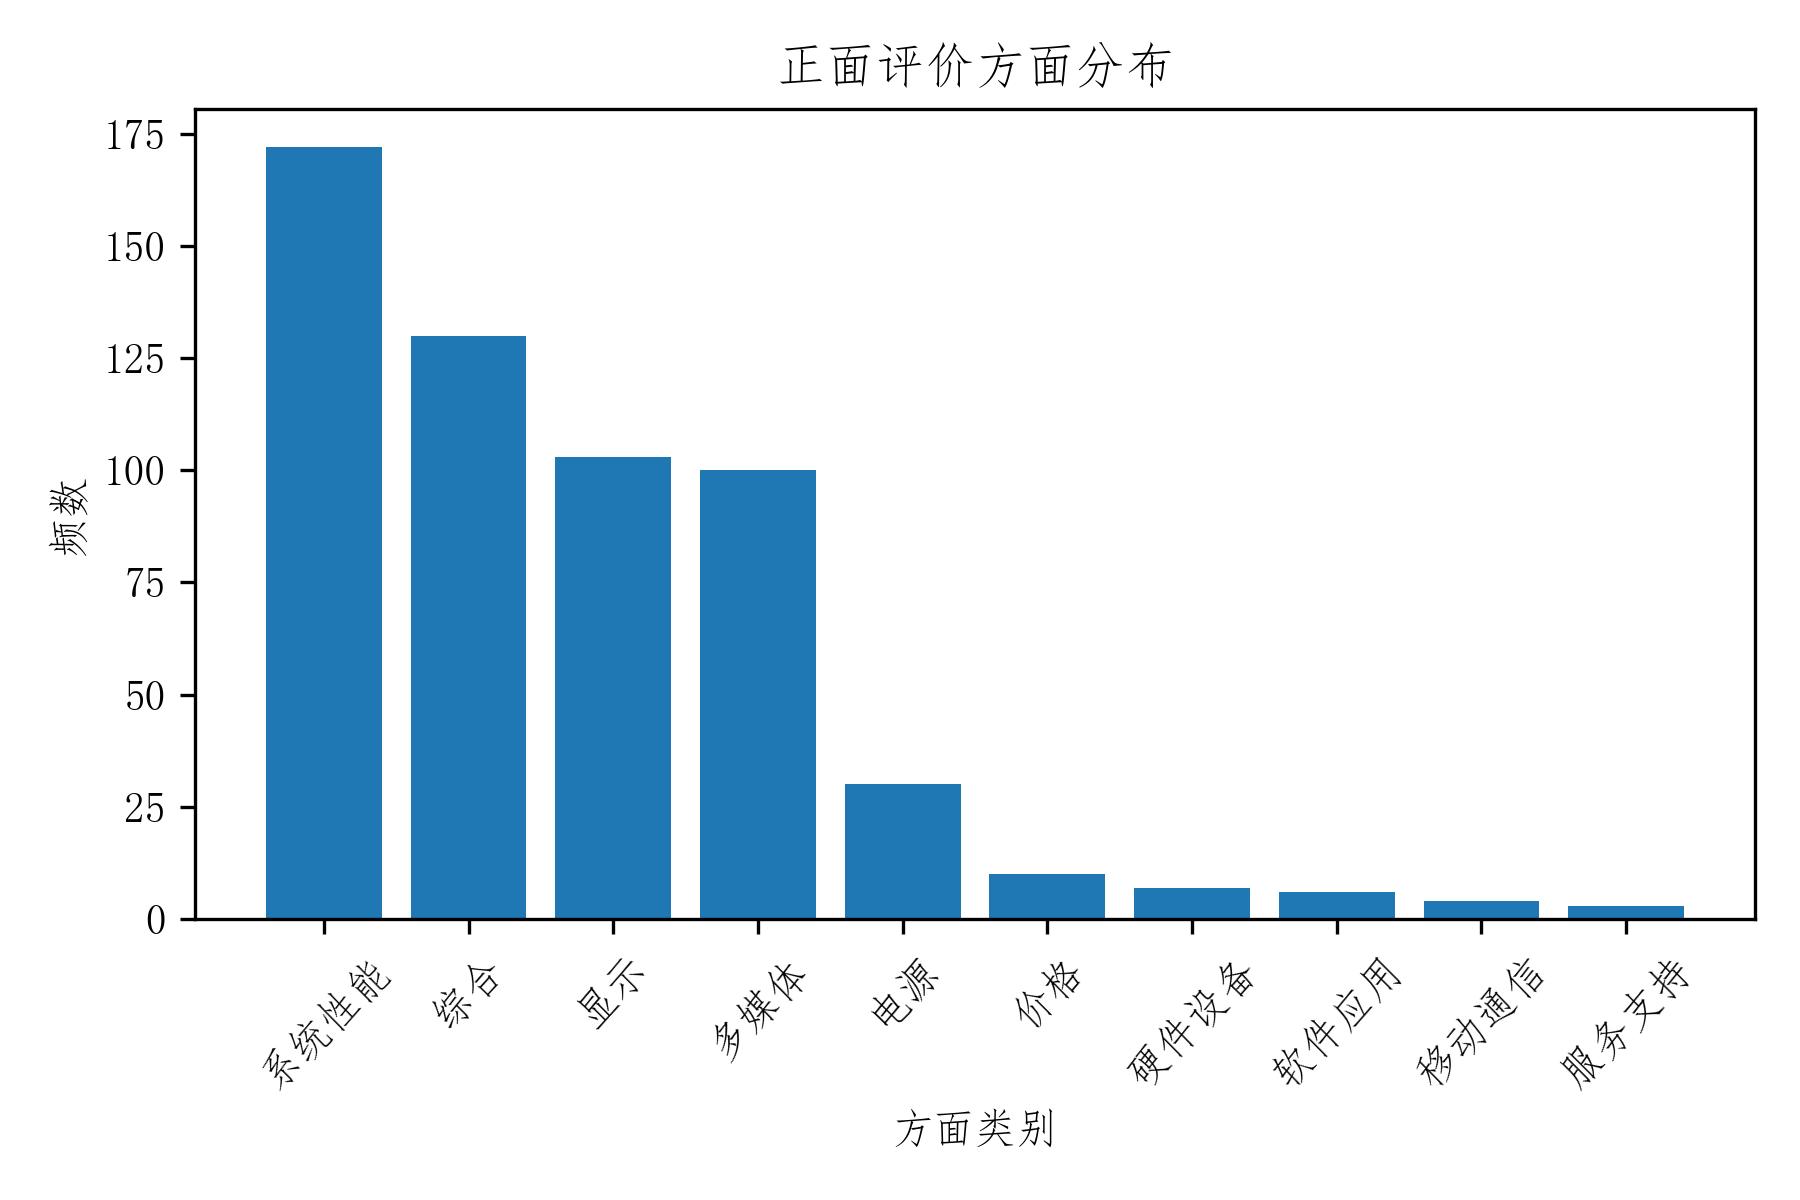 正面评价方面分布
频数
175
150
125
100
75
50
25
0
系统性能
综合
显示
多媒体
电源
价格
硬件设备
软件应用
移动通信
服务支持
方面类别